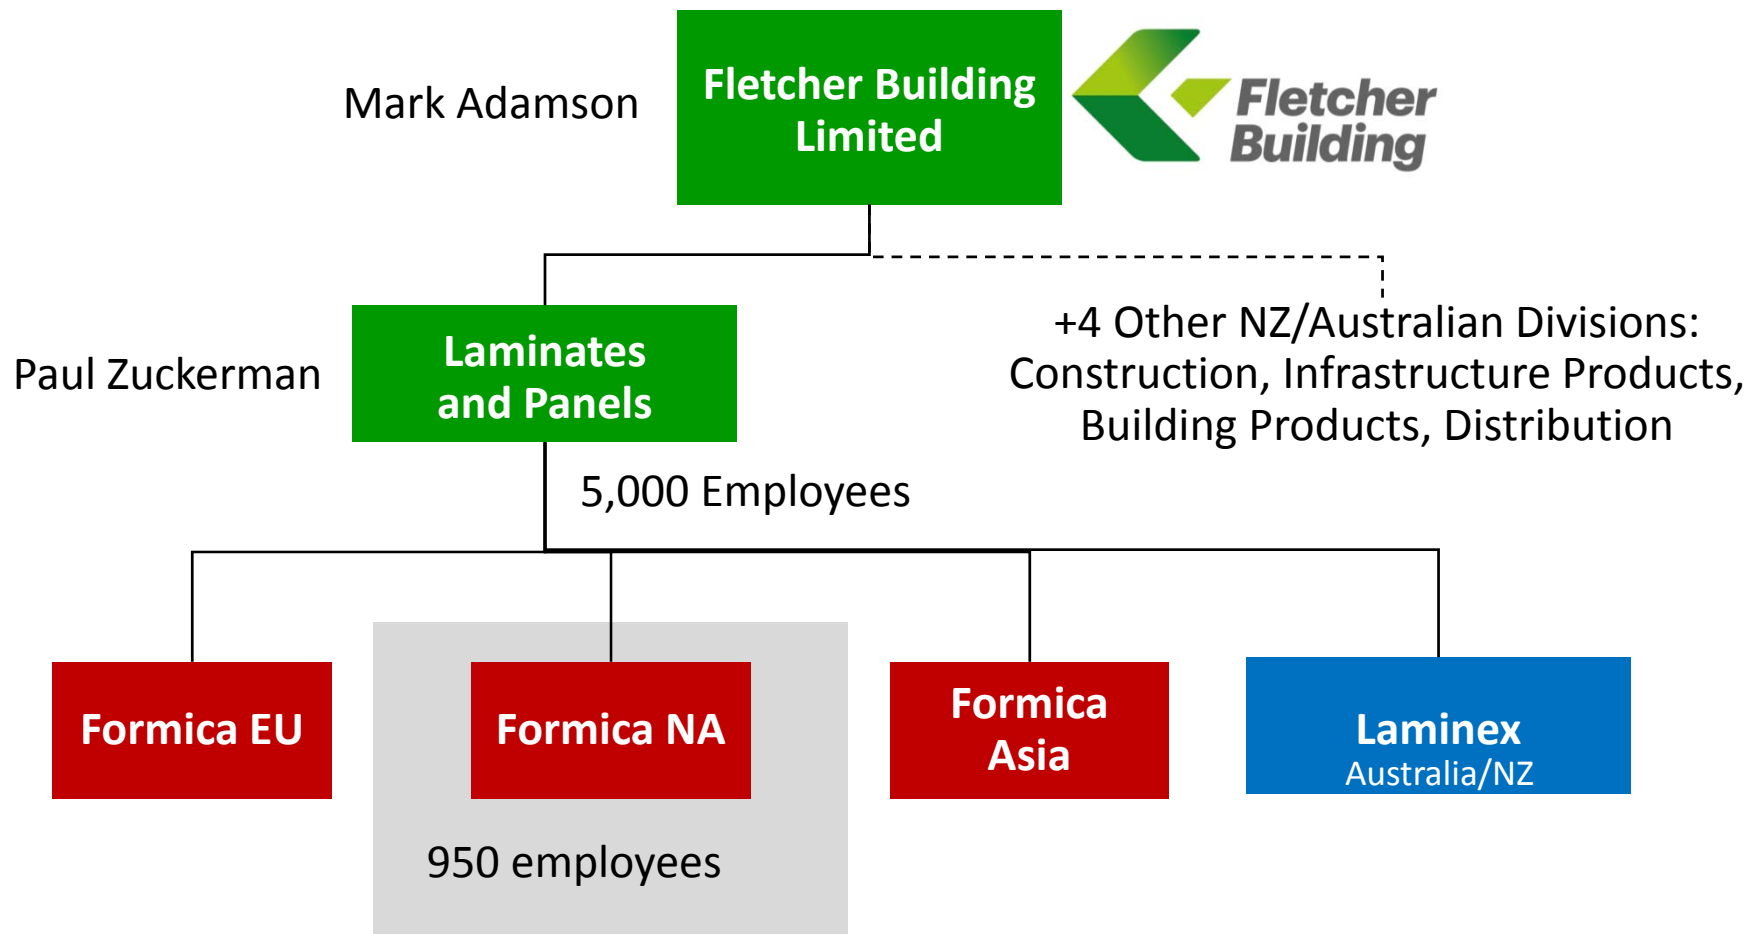 Mark Adamson
Fletcher Building
Limited
Fletcher
Building
Paul Zuckerman
Laminates
and Panels
+4 Other NZ/Australian Divisions:
Construction, Infrastructure Products,
Building Products, Distribution
5,000 Employees
Formica EU
Formica NA
Formica
Asia
Laminex
Australia/NZ
950 employees